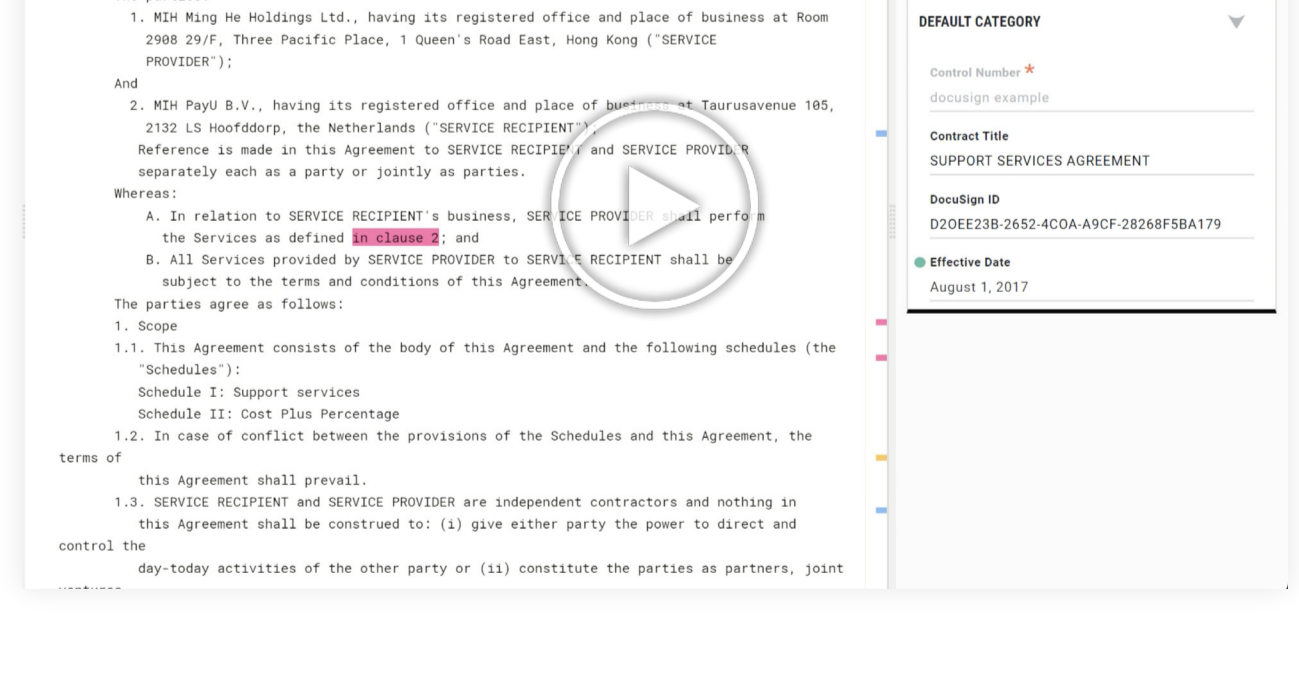 1. MIH Ming He Holdings Ltd., having its registered office and place of business at Room
2908 29/F, Three Pacific Place, 1 Queen's Road East, Hong Kong ("SERVICE
PROVIDER");
And
2. MIH PayU B.V., having its registered office and place of business at Taurusavenue 105,
2132 LS Hoofddorp, the Netherlands ("SERVICE RECIPIENT");
Reference is made in this Agreement to SERVICE RECIPIENT and SERVICE PROVIDER
separately each as a party or jointly as parties.
Whereas:
A. In relation to SERVICE RECIPIENT's business, SERVICE PROVIDER shall perform
the Services as defined in clause 2; and
B. All Services provided by SERVICE PROVIDER to SERVICE RECIPIENT shall be
subject to the terms and conditions of this Agreement.
The parties agree as follows:
1. Scope
1.1. This Agreement consists of the body of this Agreement and the following schedules (the
"Schedules"):
Schedule I: Support services
Schedule II: Cost Plus Percentage
1.2. In case of conflict between the provisions of the Schedules and this Agreement, the
terms of
this Agreement shall prevail.
1.3. SERVICE RECIPIENT and SERVICE PROVIDER are independent contractors and nothing in
this Agreement shall be construed to: (i) give either party the power to direct and
control the
day-today activities of the other party or (ii) constitute the parties as partners, joint
DEFAULT CATEGORY
Control Number *
docusign example
Contract Title
SUPPORT SERVICES AGREEMENT
DocuSign ID
D2OEE23B-2652-4COA-A9CF-28268F5BA179
Effective Date
August 1, 2017